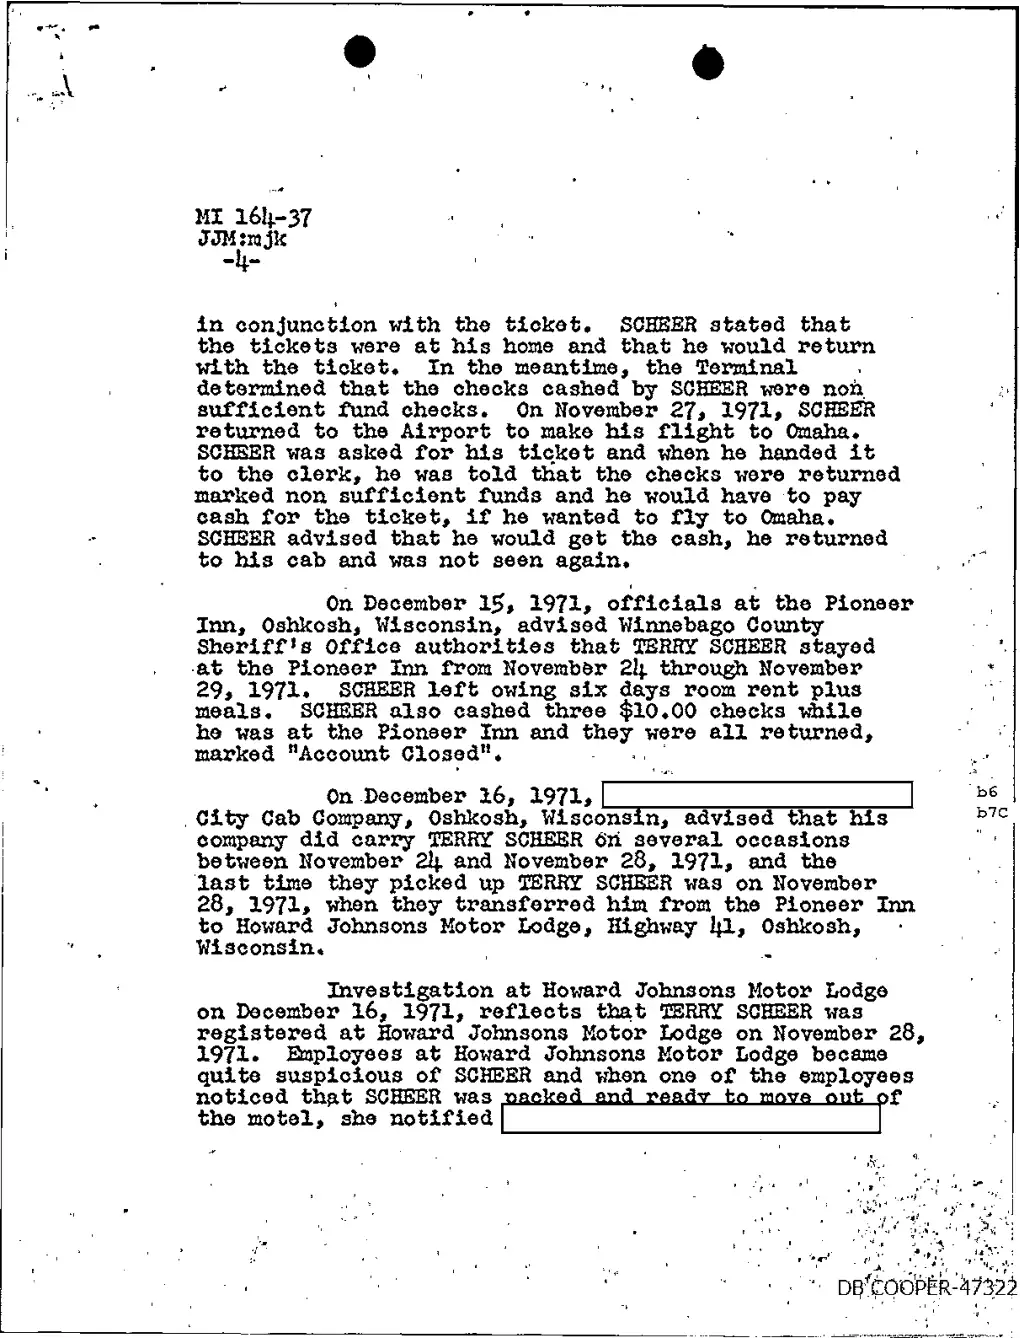 MI 164-37
JJM:mjk
-4-
in conjunction with the ticket. SCHEER stated that
the tickets were at his home and that he would return
with the ticket. In the meantime, the Terminal
determined that the checks cashed by SCHEER were non
sufficient fund checks. On November 27, 1971, SCHEER
returned to the Airport to make his flight to Omaha.
SCHEER was asked for his ticket and when he handed it
to the clerk, he was told that the checks were returned
marked non sufficient funds and he would have to pay
cash for the ticket, if he wanted to fly to Omaha.
SCHEER advised that he would get the cash, he returned
to his cab and was not seen again.
On December 15, 1971, officials at the Pioneer
Inn, Oshkosh, Wisconsin, advised Winnebago County
Sheriff's Office authorities that TERRY SCHEER stayed
at the Pioneer Inn from November 24 through November
29, 1971. SCHEER left owing six days room rent plus
meals. SCHEER also cashed three $10.00 checks while
he was at the Pioneer Inn and they were all returned,
marked "Account Closed".
On December 16, 1971,
b6
b7C
City Cab Company, Oshkosh, Wisconsin, advised that his
company did carry TERRY SCHEER on several occasions
between November 24 and November 28, 1971, and the
last time they picked up TERRY SCHEER was on November
28, 1971, when they transferred him from the Pioneer Inn
to Howard Johnsons Motor Lodge, Highway 41, Oshkosh,
Wisconsin.
Investigation at Howard Johnsons Motor Lodge
on December 16, 1971, reflects that TERRY SCHEER was
registered at Howard Johnsons Motor Lodge on November 28,
1971. Employees at Howard Johnsons Motor Lodge became
quite suspicious of SCHEER and when one of the employees
noticed that SCHEER was packed and ready to move out of
the motel, she notified
DB COOPER-47322